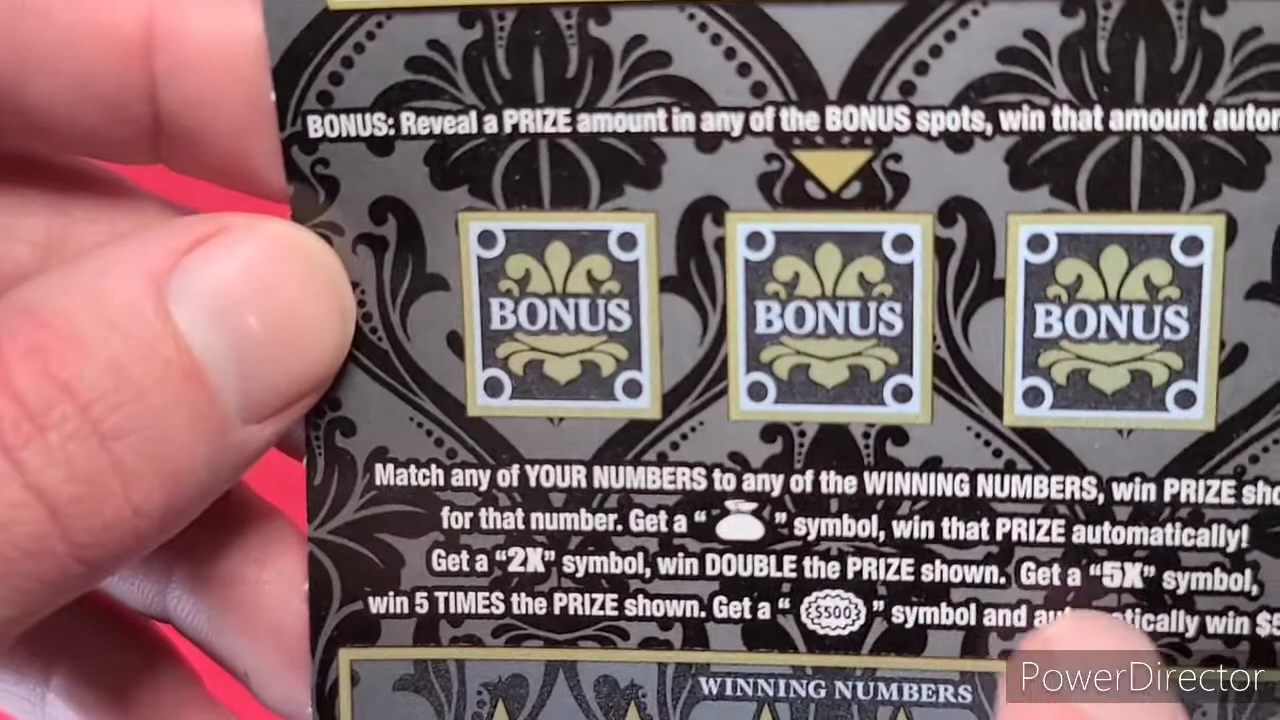 BONUS: Reveal a PRIZE amount in any of the BONUS spots, win that amount
BONUS BONUS BONUS
Match any of YOUR NUMBERS to any of the WINNING NUMBERS, win PRIZE
for that number. Get a " " symbol, win that PRIZE automatically!
Get a "2X" symbol, win DOUBLE the PRIZE shown. Get a "5X" symbol,
win 5 TIMES the PRIZE shown. Get a "$500" symbol and win
WINNING NUMBERS
PowerDirector